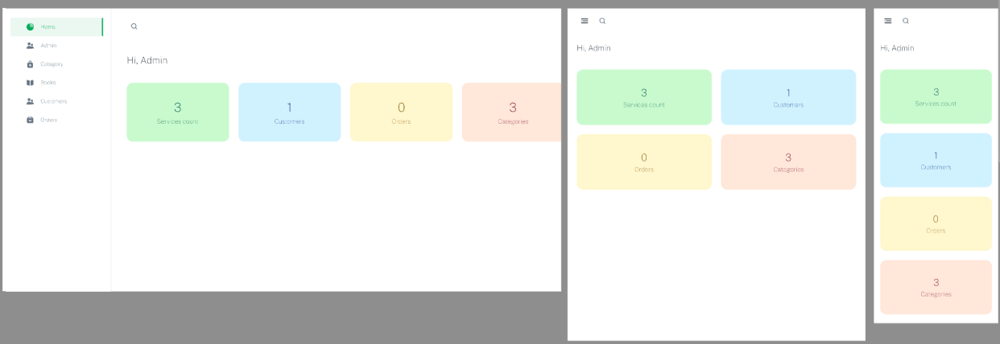 Home
Admin
Category
Books
Customers
Orders
Hi, Admin
3
Services count
1
Customers
0
Orders
3
Categories
Hi, Admin
3
Services count
1
Customers
0
Orders
3
Categories
Hi, Admin
3
Services count
1
Customers
0
Orders
3
Categories